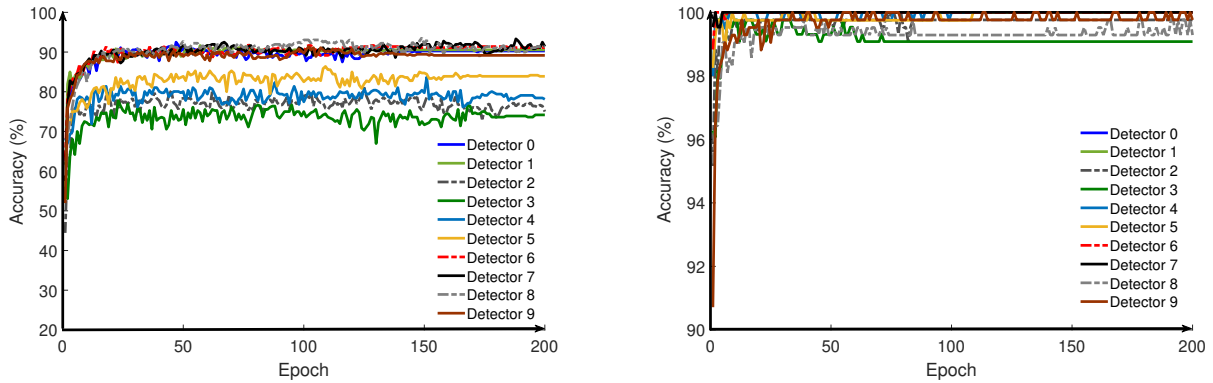 100
90
80
70
60
50
40
30
20
0
50
100
150
200
Epoch
Accuracy (%)
Detector 0
Detector 1
Detector 2
Detector 3
Detector 4
Detector 5
Detector 6
Detector 7
Detector 8
Detector 9
100
98
96
94
92
90
0
50
100
150
200
Epoch
Accuracy (%)
Detector 0
Detector 1
Detector 2
Detector 3
Detector 4
Detector 5
Detector 6
Detector 7
Detector 8
Detector 9